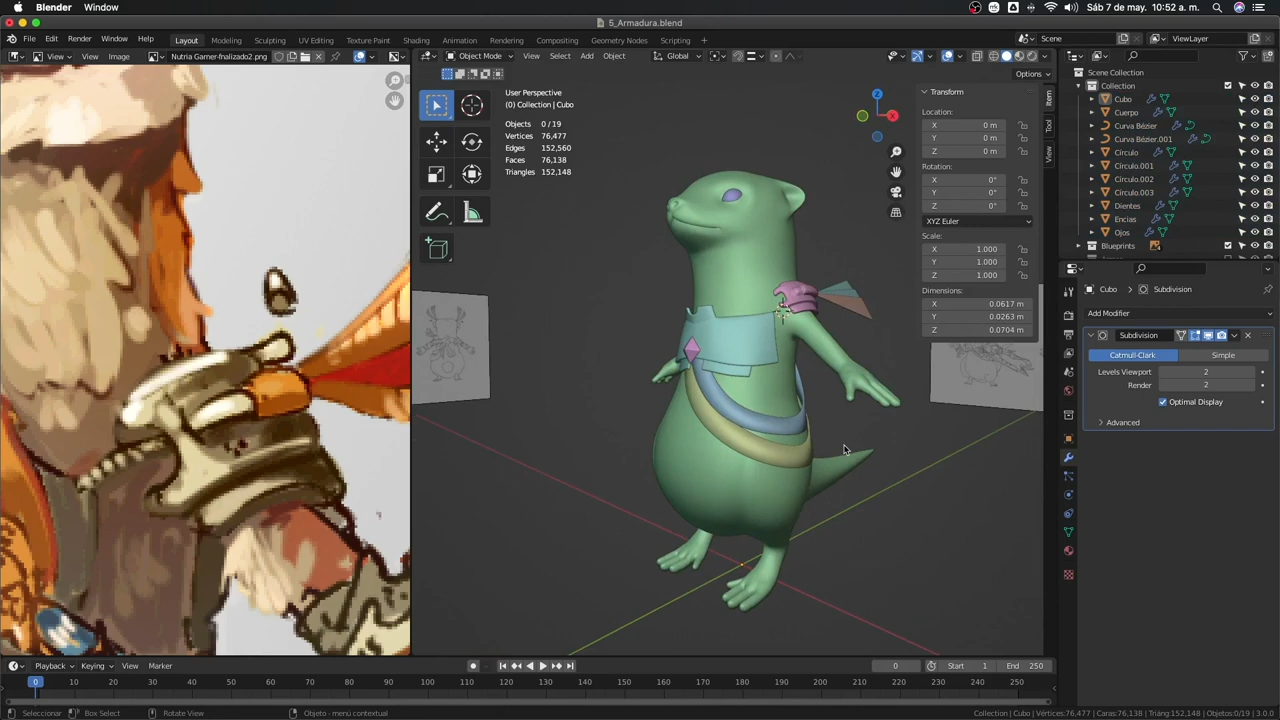 Blender Window Sáb 7 de may. 10:52 a. m.
5_Armadura.blend
File Edit Render Window Help Layout Modeling Sculpting UV Editing Texture Paint Shading Animation Rendering Compositing Geometry Nodes Scripting + Scene ViewLayer
View View Image Nutria Gamer-fnalizado2.png Object Mode View Select Add Object Global
Options
User Perspective
(0) Collection | Cubo
Objects 0 / 19
Vertices 76,477
Edges 152,560
Faces 76,138
Triangles 152,148
Transform
Location:
X 0 m
Y 0 m
Z 0 m
Rotation:
X 0°
Y 0°
Z 0°
XYZ Euler
Scale:
X 1.000
Y 1.000
Z 1.000
Dimensions:
X 0.0617 m
Y 0.0263 m
Z 0.0704 m
Item
Tool
View
X
Z
Scene Collection
Collection
Cubo
Cuerpo
Curva Bézier
Curva Bézier.001
Círculo
Círculo.001
Círculo.002
Círculo.003
Dientes
Encias
Ojos
Blueprints
Cubo Subdivision
Add Modifier
Subdivision
Catmull-Clark Simple
Levels Viewport 2
Render 2
Optimal Display
Advanced
Playback Keying View Marker 0 Start 1 End 250
0 10 20 30 40 50 60 70 80 90 100 110 120 130 140 150 160 170 180 190 200 210 220 230 240 250
Seleccionar Box Select Rotate View Objeto - menú contextual Collection | Cubo | Vértices:76,477 | Caras:76,138 | Triáng:152,148 | Objetos:0/19 | 3.0.0